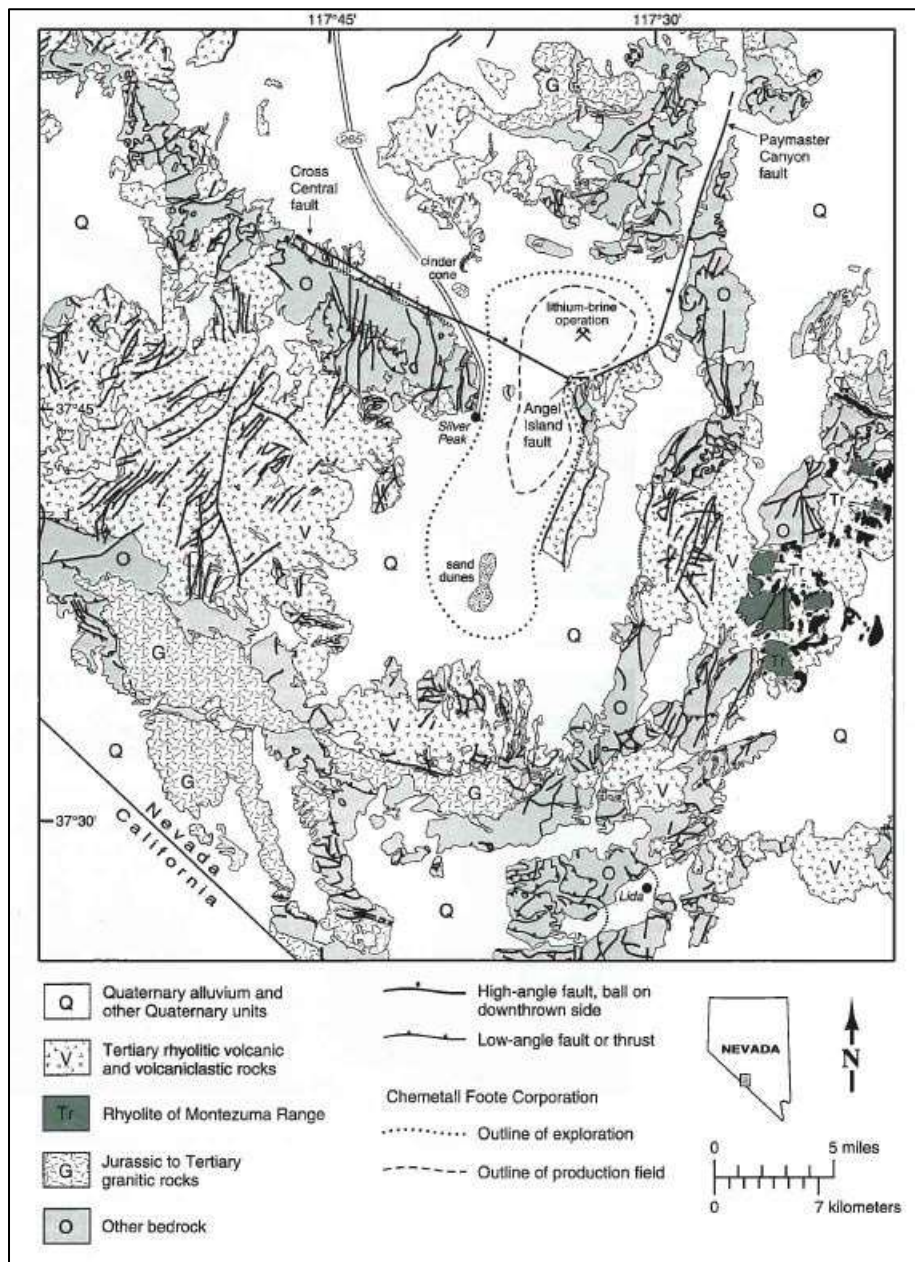 117°45'
117°30'
G
V
265
Paymaster
Canyon
fault
Cross
Central
fault
Q
Q
cinder
cone
O
O
lithium-brine
operation
V
37°45'
Silver
Peak
Angel
Island
fault
Tr
O
V
O
Q
V
Tr
sand
dunes
Q
Tr
G
O
V
Q
Q
G
G
V
37°30'
Nevada
California
O
Lida
V
Q
Q
Quaternary alluvium and
other Quaternary units
V
Tertiary rhyolitic volcanic
and volcaniclastic rocks
Tr
Rhyolite of Montezuma Range
G
Jurassic to Tertiary
granitic rocks
O
Other bedrock
High-angle fault, ball on
downthrown side
Low-angle fault or thrust
Chemetall Foote Corporation
Outline of exploration
Outline of production field
NEVADA
N
0
5 miles
0
7 kilometers